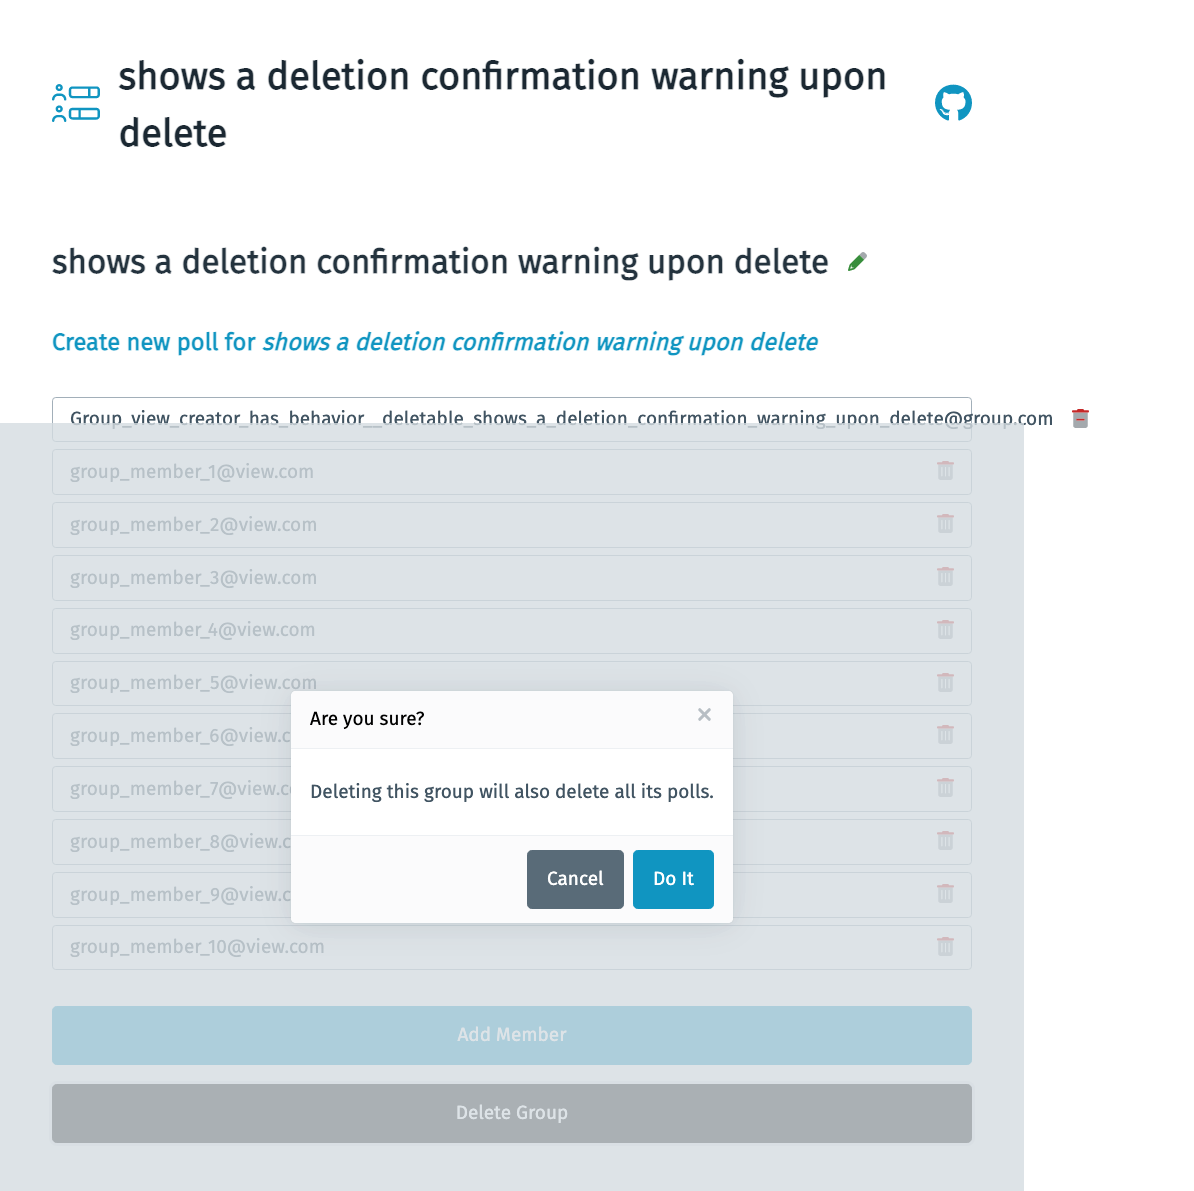 shows a deletion confirmation warning upon
delete
shows a deletion confirmation warning upon delete
Create new poll for shows a deletion confirmation warning upon delete
Group_view_creator_has_behavior__deletable_shows_a_deletion_confirmation_warning_upon_delete@group.com
group_member_1@view.com
group_member_2@view.com
group_member_3@view.com
group_member_4@view.com
group_member_5@view.com
Are you sure?
group_member_6@view.c
Deleting this group will also delete all its polls.
group_member_7@view.c
group_member_8@view.c
Cancel Do It
group_member_9@view.c
group_member_10@view.com
Add Member
Delete Group